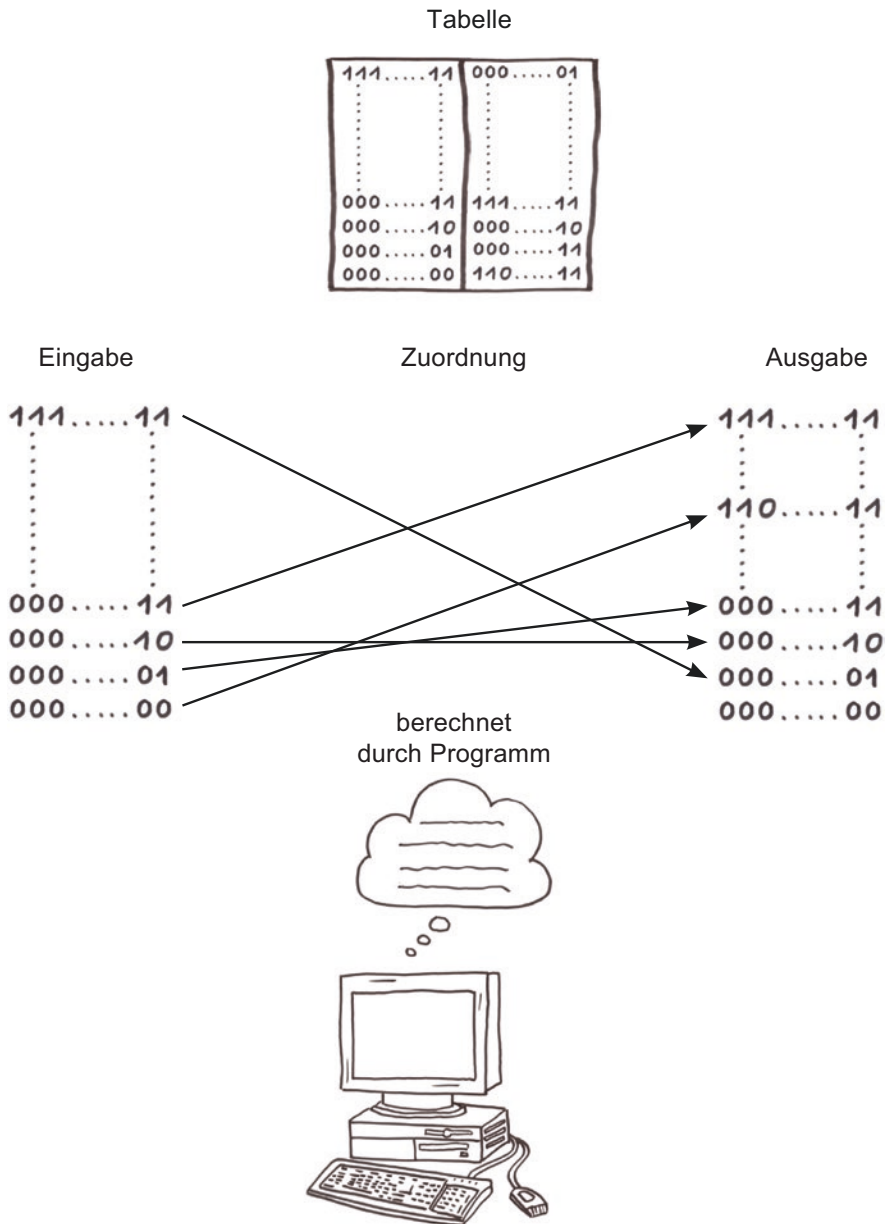 Tabelle
111.....11 000.....01
000.....11 111.....11
000.....10 000.....10
000.....01 000.....11
000.....00 110.....11
Eingabe Zuordnung Ausgabe
111.....11 111.....11
110.....11
000.....11 000.....11
000.....10 000.....10
000.....01 000.....01
000.....00 000.....00
berechnet
durch Programm